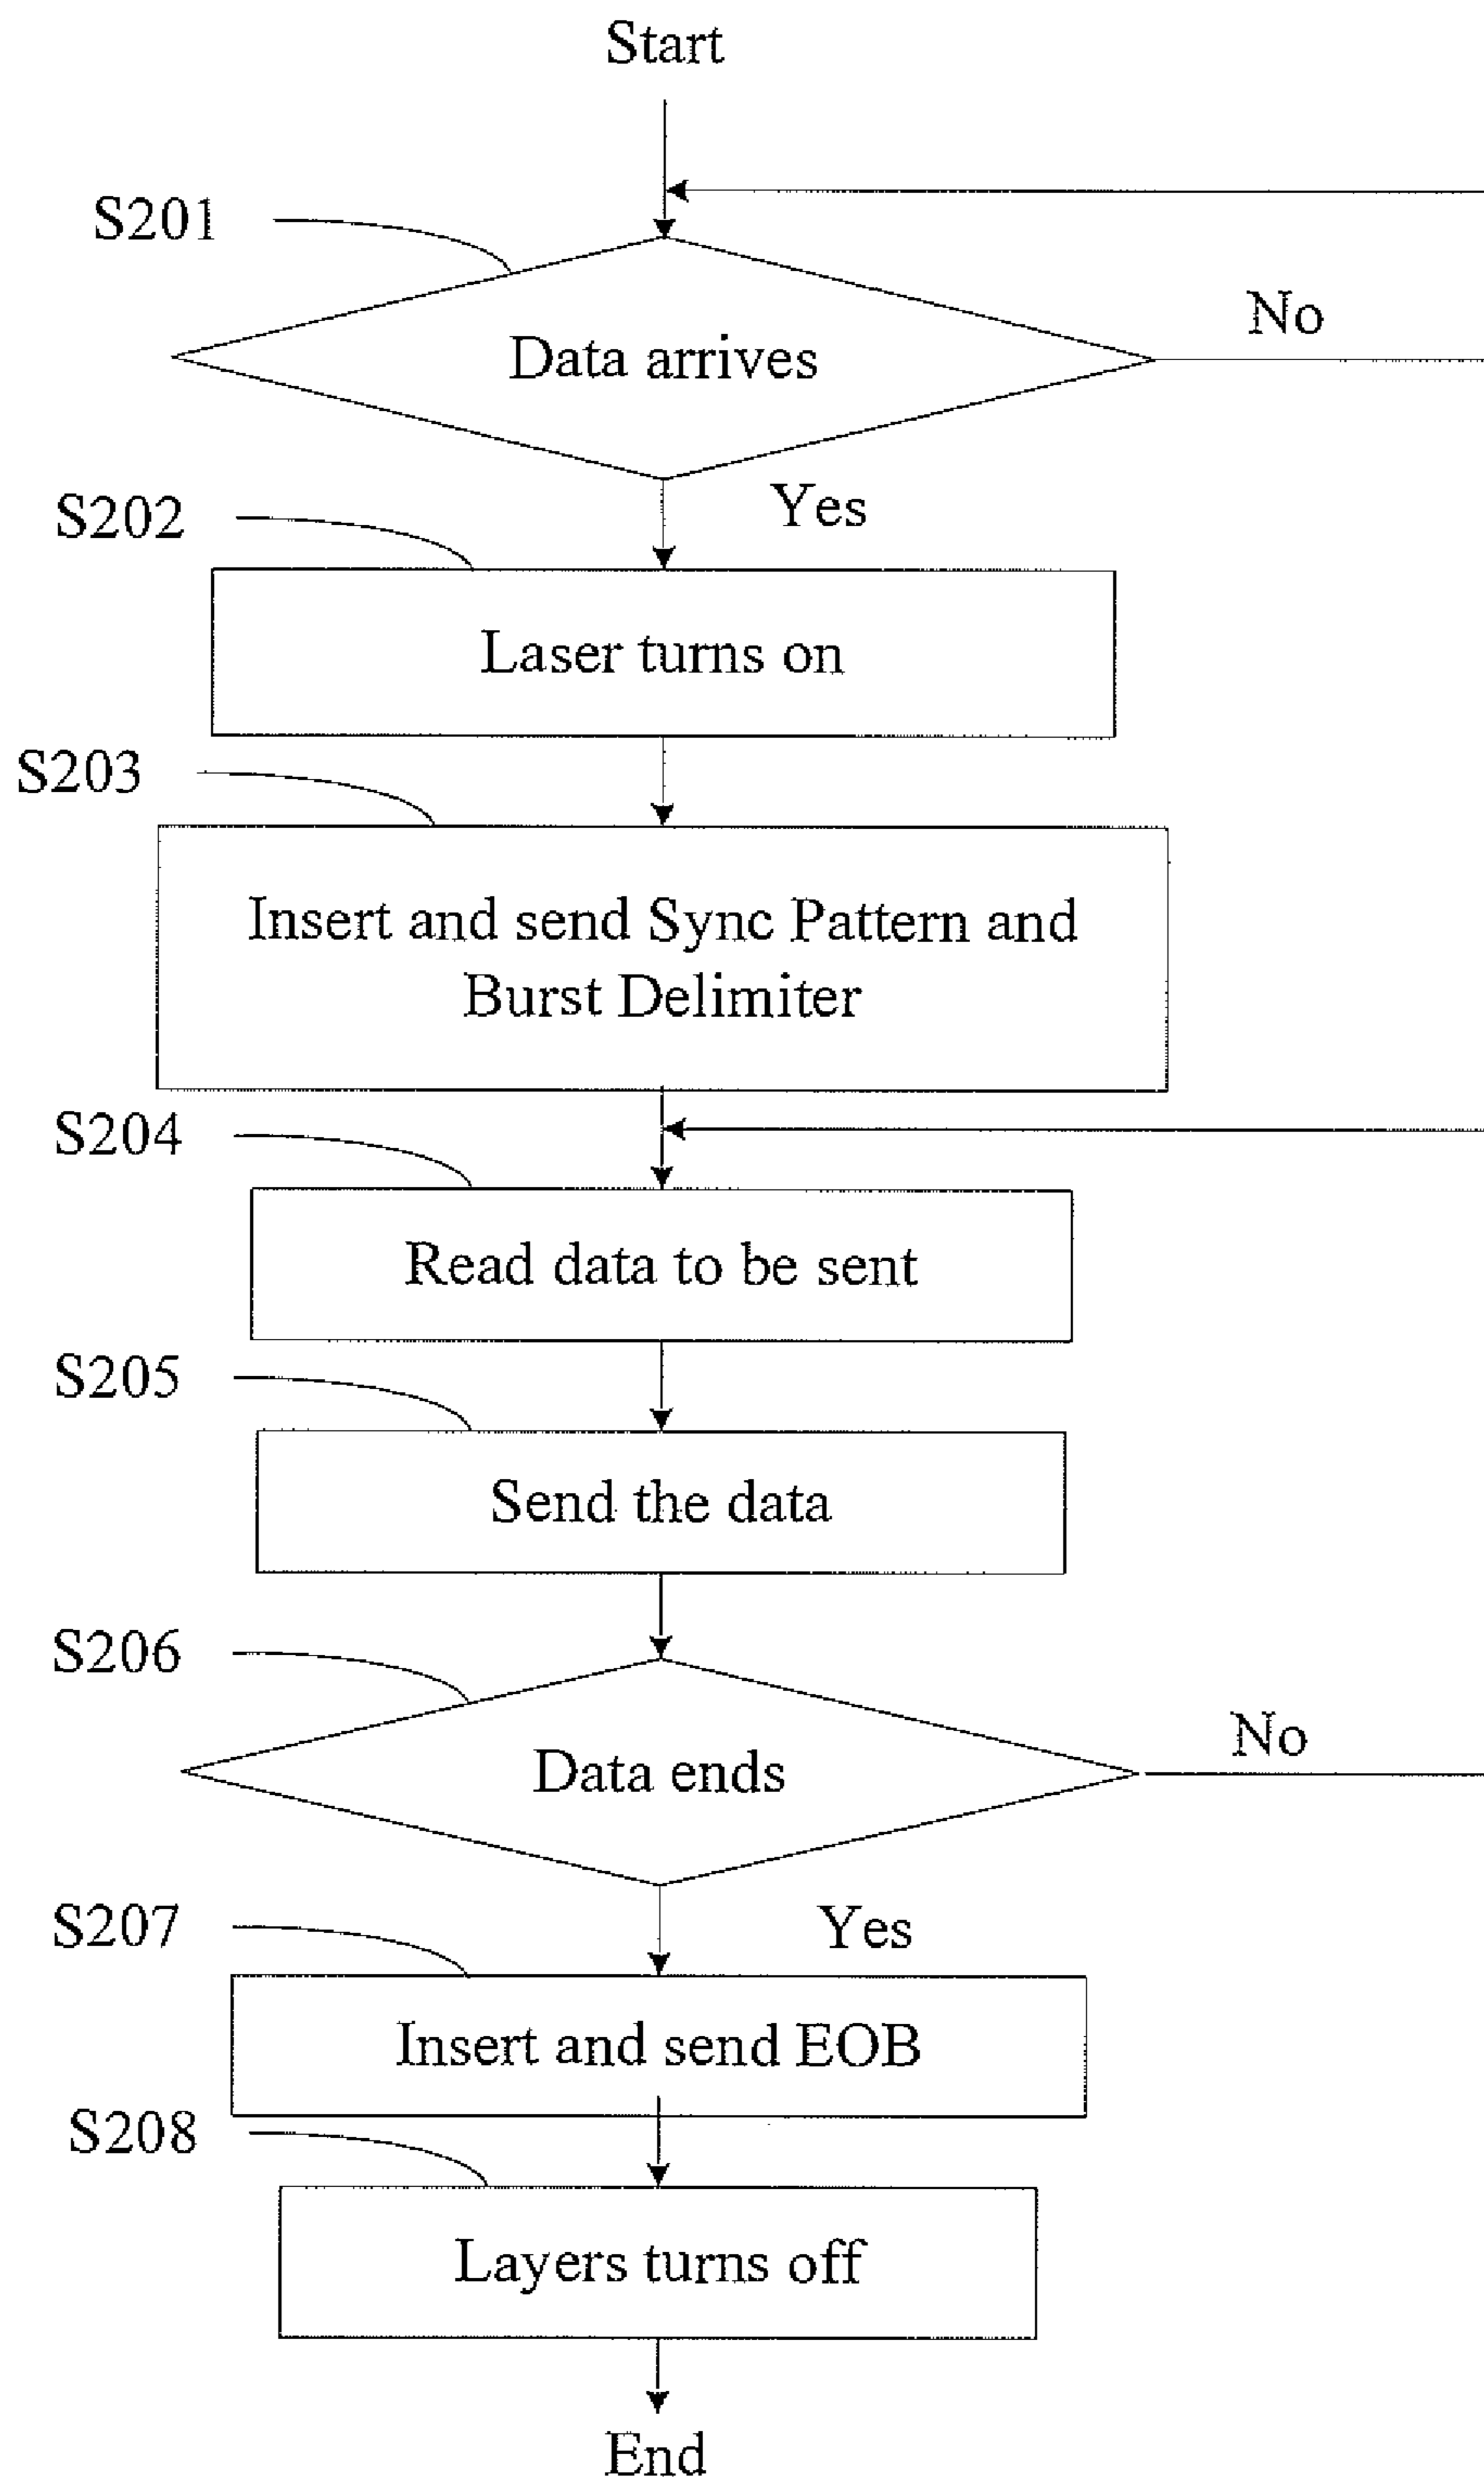 Start
S201
Data arrives
No
Yes
S202
Laser turns on
S203
Insert and send Sync Pattern and
Burst Delimiter
S204
Read data to be sent
S205
Send the data
S206
Data ends
No
Yes
S207
Insert and send EOB
S208
Layers turns off
End